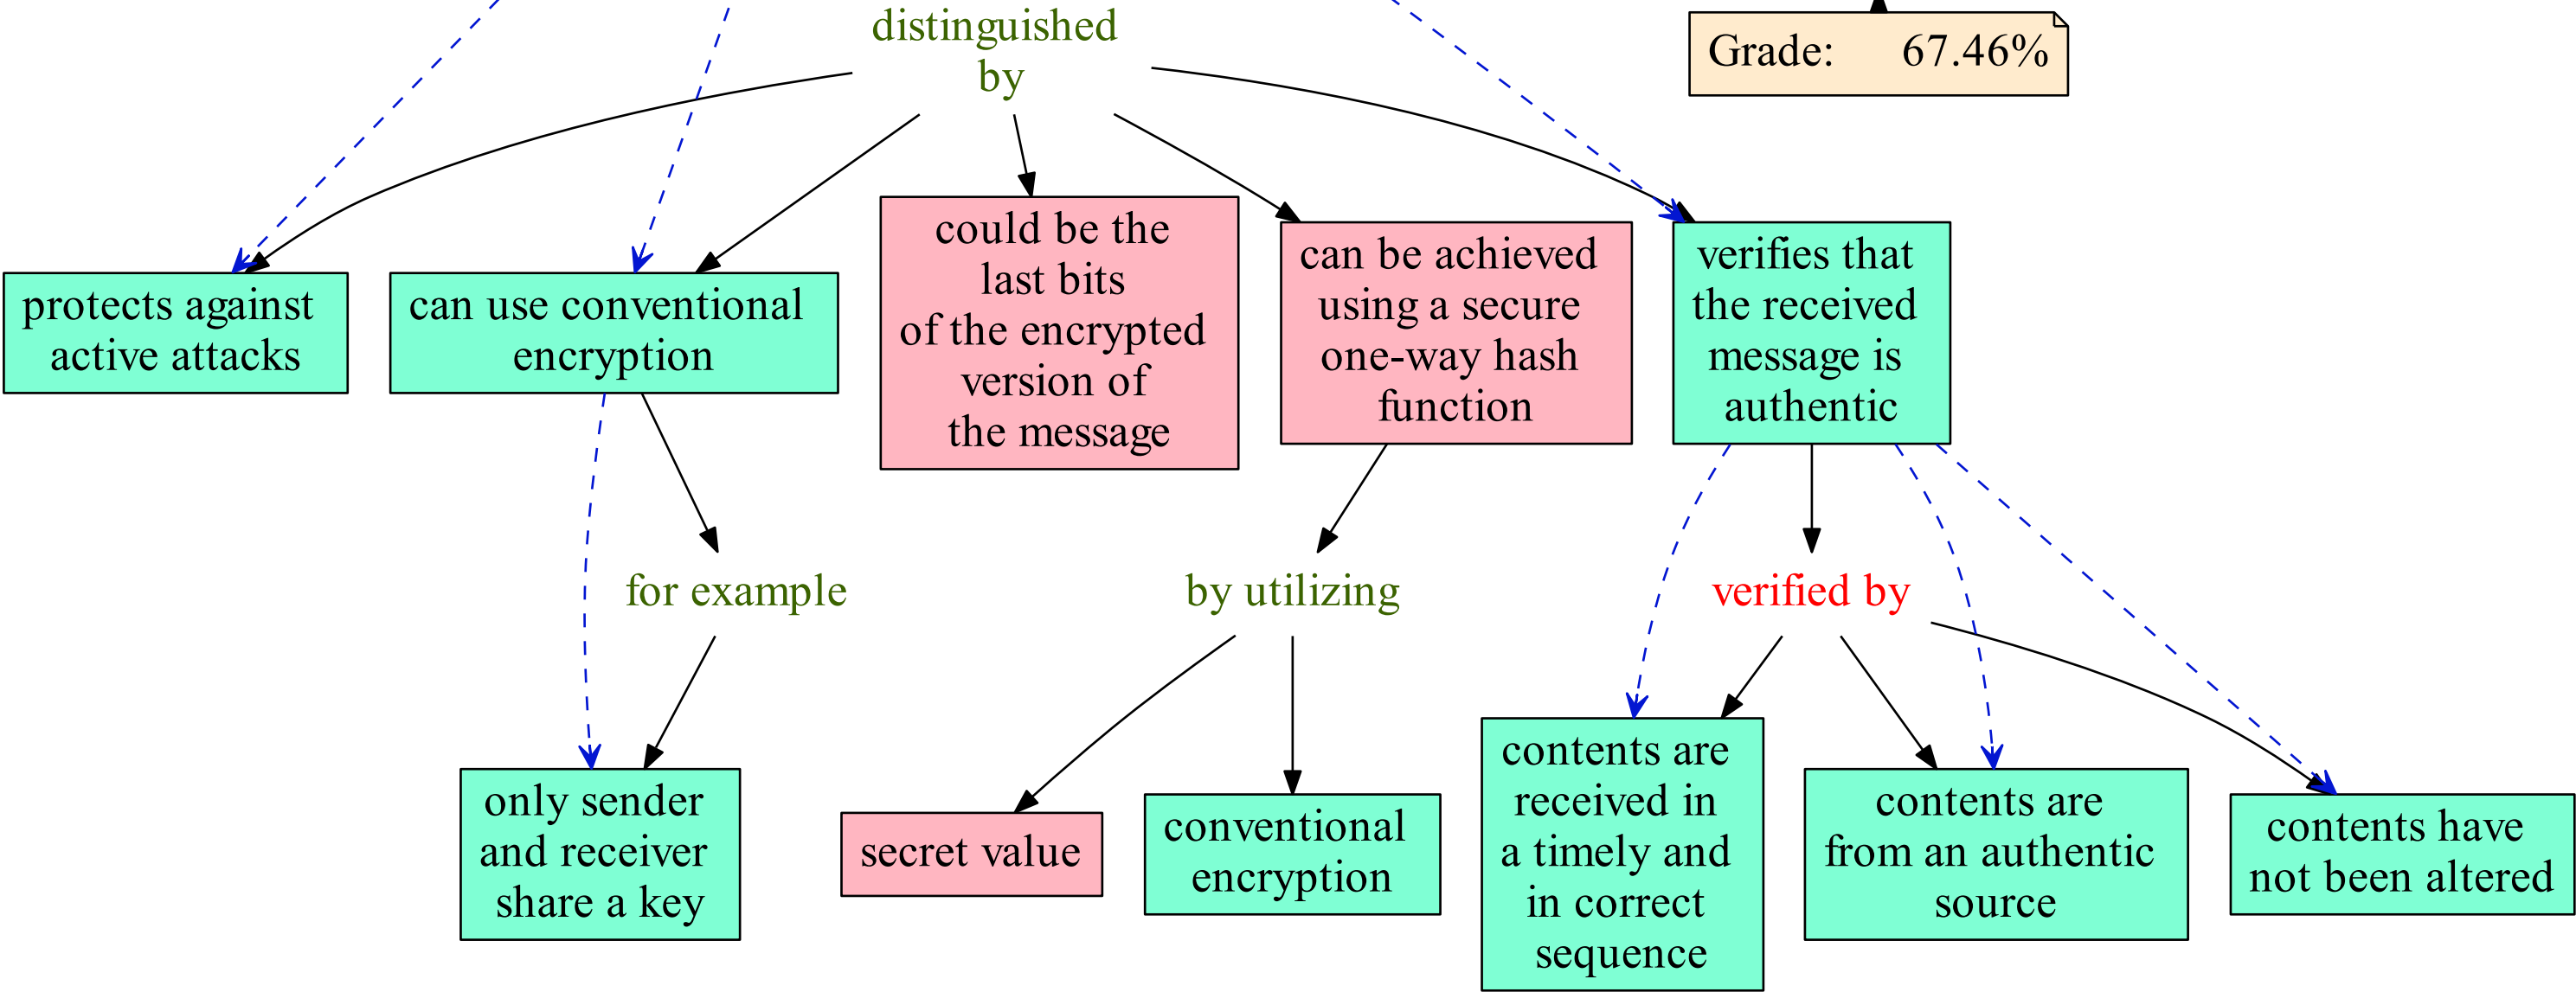 distinguished
by
Grade: 67.46%
protects against
active attacks
can use conventional
encryption
could be the
last bits
of the encrypted
version of
the message
can be achieved
using a secure
one-way hash
function
verifies that
the received
message is
authentic
for example
by utilizing
verified by
only sender
and receiver
share a key
secret value
conventional
encryption
contents are
received in
a timely and
in correct
sequence
contents are
from an authentic
source
contents have
not been altered